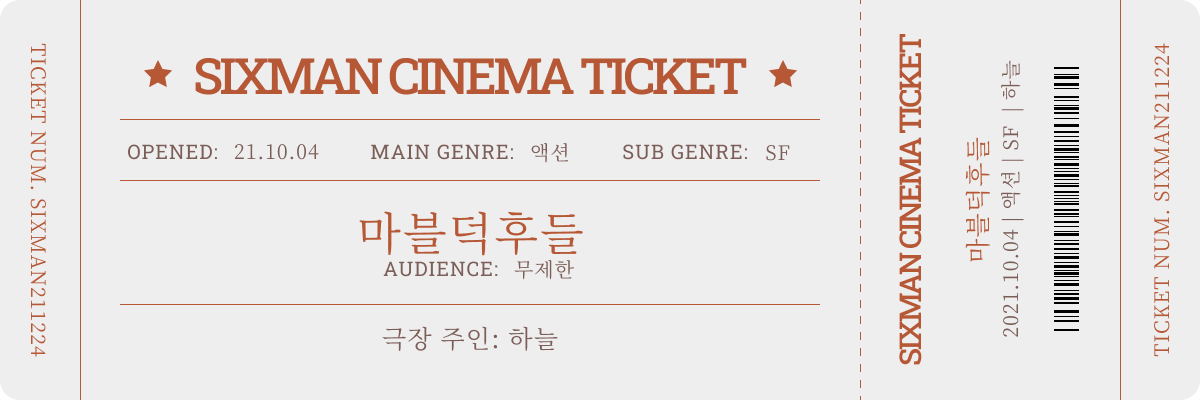 TICKET NUM. SIXMAN211224
★ SIXMAN CINEMA TICKET ★
OPENED: 21.10.04 MAIN GENRE: 액션 SUB GENRE: SF
마블덕후들
AUDIENCE: 무제한
극장 주인: 하늘
SIXMAN CINEMA TICKET
마블덕후들
2021.10.04 | 액션 | SF | 하늘
TICKET NUM. SIXMAN211224